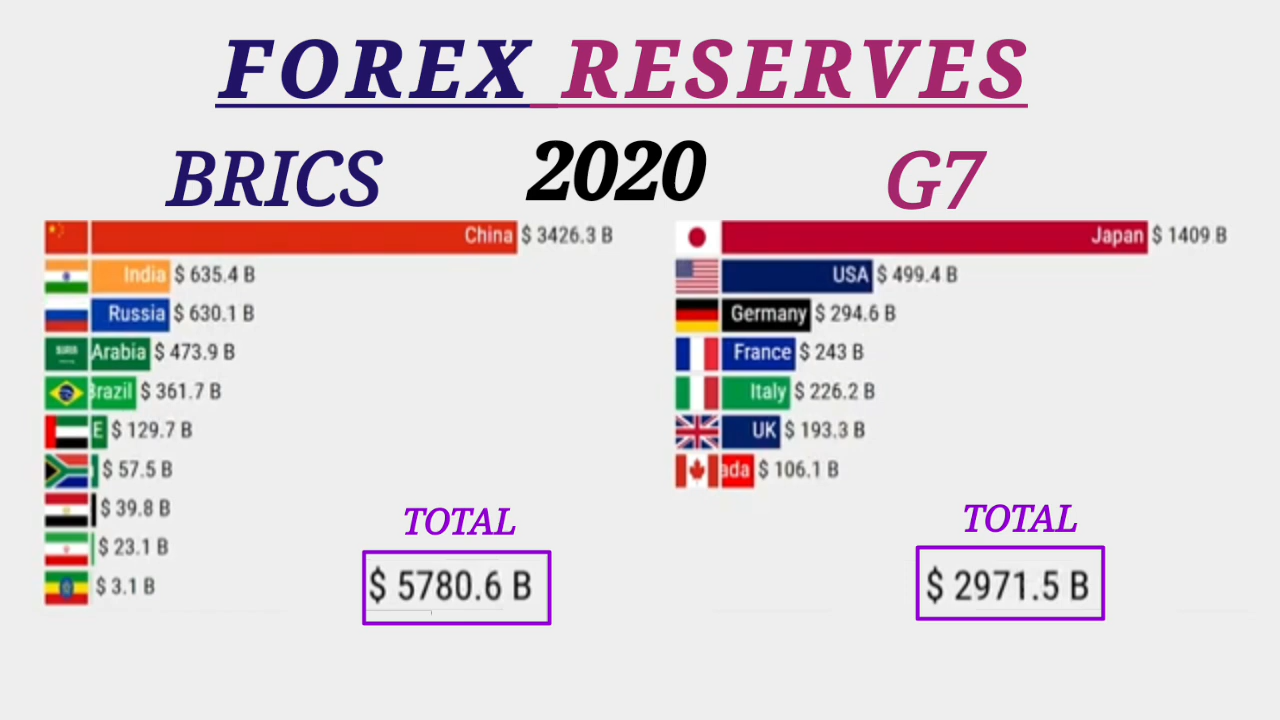 FOREX RESERVES
BRICS 2020 G7
China $ 3426.3 B
India $ 635.4 B
Russia $ 630.1 B
Arabia $ 473.9 B
Brazil $ 361.7 B
E $ 129.7 B
$ 57.5 B
$ 39.8 B
$ 23.1 B
$ 3.1 B
TOTAL
$ 5780.6 B
Japan $ 1409 B
USA $ 499.4 B
Germany $ 294.6 B
France $ 243 B
Italy $ 226.2 B
UK $ 193.3 B
ada $ 106.1 B
TOTAL
$ 2971.5 B